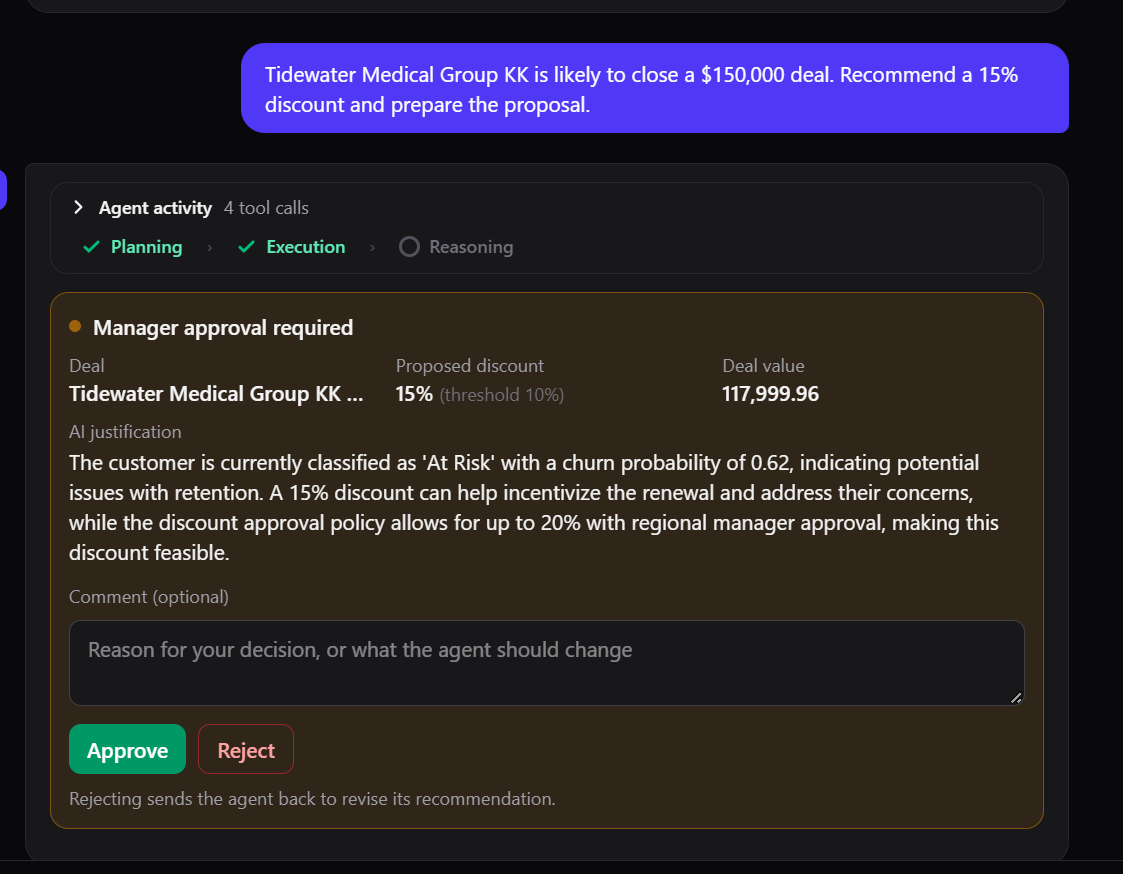 Tidewater Medical Group KK is likely to close a $150,000 deal. Recommend a 15%
discount and prepare the proposal.
Agent activity 4 tool calls
Planning › Execution › Reasoning
Manager approval required
Deal Proposed discount Deal value
Tidewater Medical Group KK ... 15% (threshold 10%) 117,999.96
AI justification
The customer is currently classified as 'At Risk' with a churn probability of 0.62, indicating potential
issues with retention. A 15% discount can help incentivize the renewal and address their concerns,
while the discount approval policy allows for up to 20% with regional manager approval, making this
discount feasible.
Comment (optional)
Reason for your decision, or what the agent should change
Approve Reject
Rejecting sends the agent back to revise its recommendation.